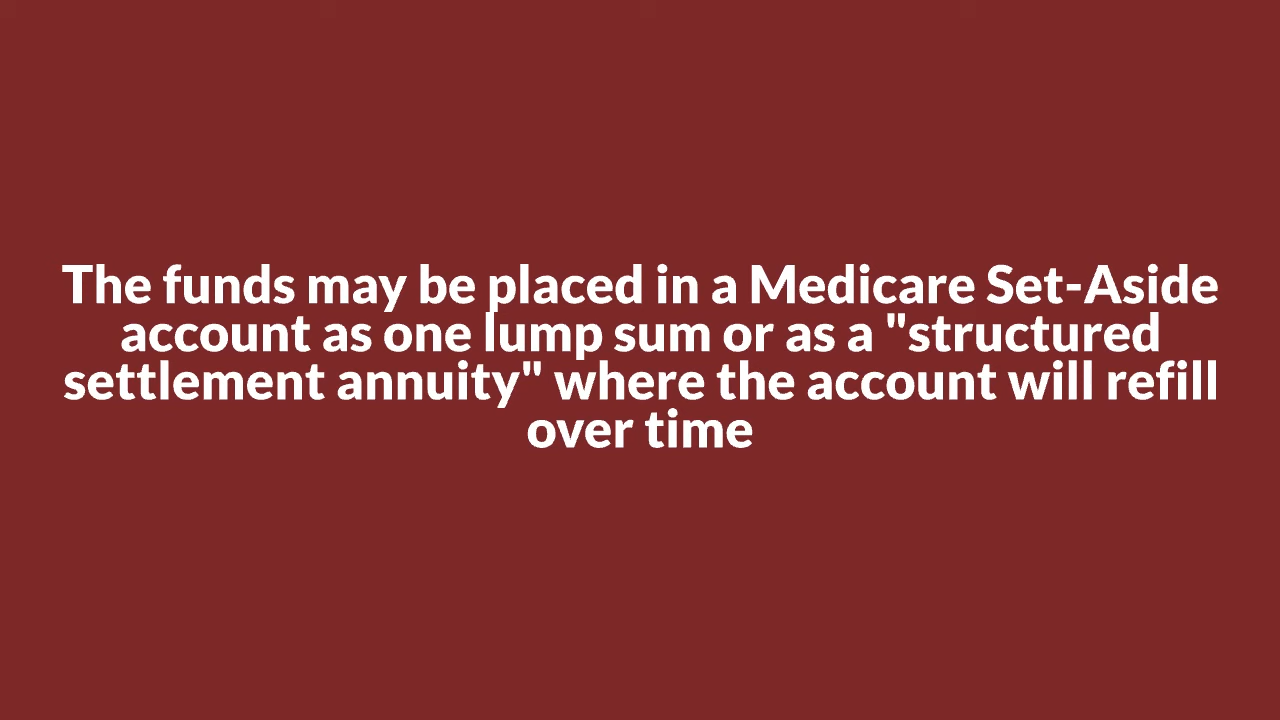 The funds may be placed in a Medicare Set-Aside
account as one lump sum or as a "structured
settlement annuity" where the account will refill
over time